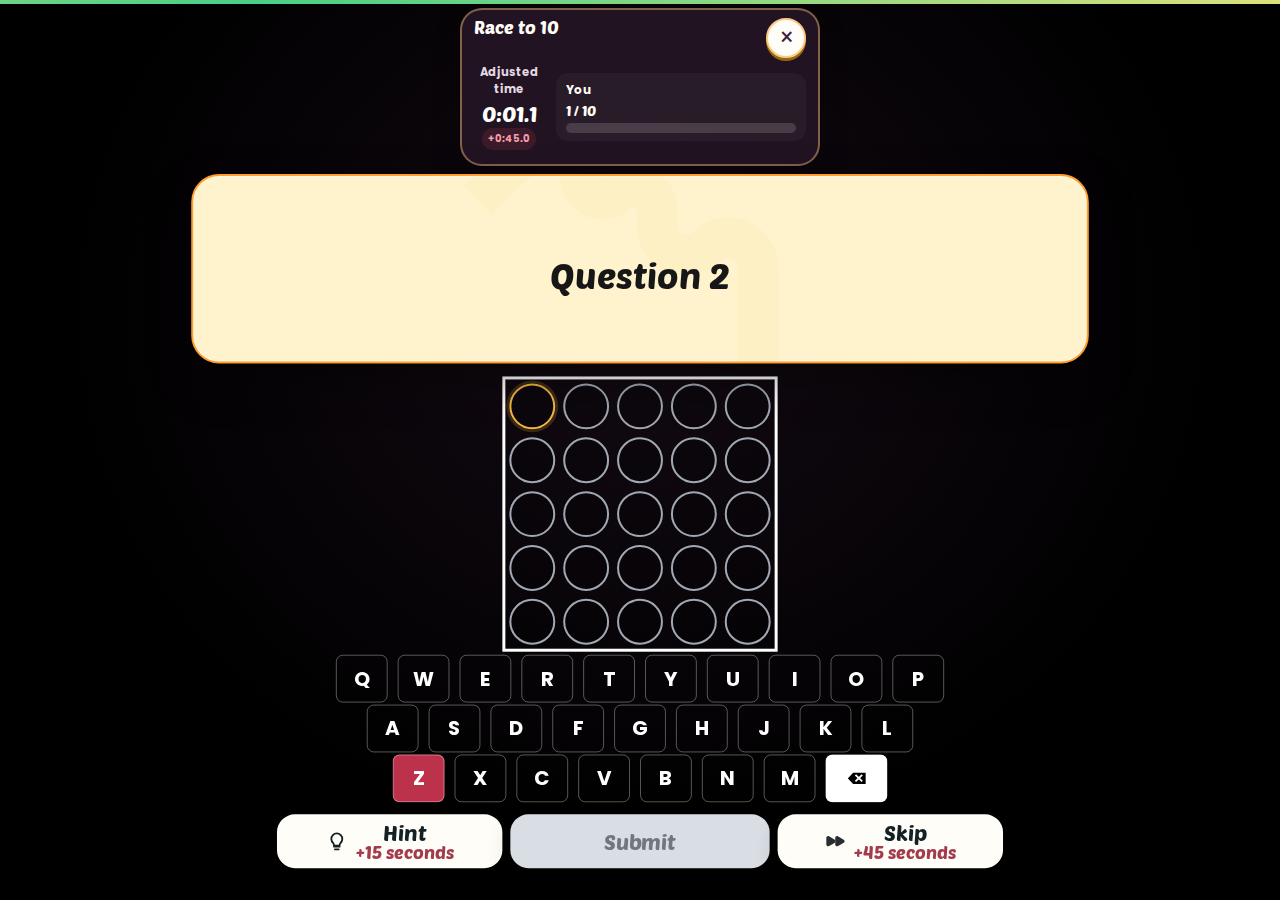 Race to 10
×
Adjusted
time
0:01.1
+0:45.0
You
1 / 10
Question 2
Q W E R T Y U I O P
A S D F G H J K L
Z X C V B N M
Hint
+15 seconds
Submit
Skip
+45 seconds